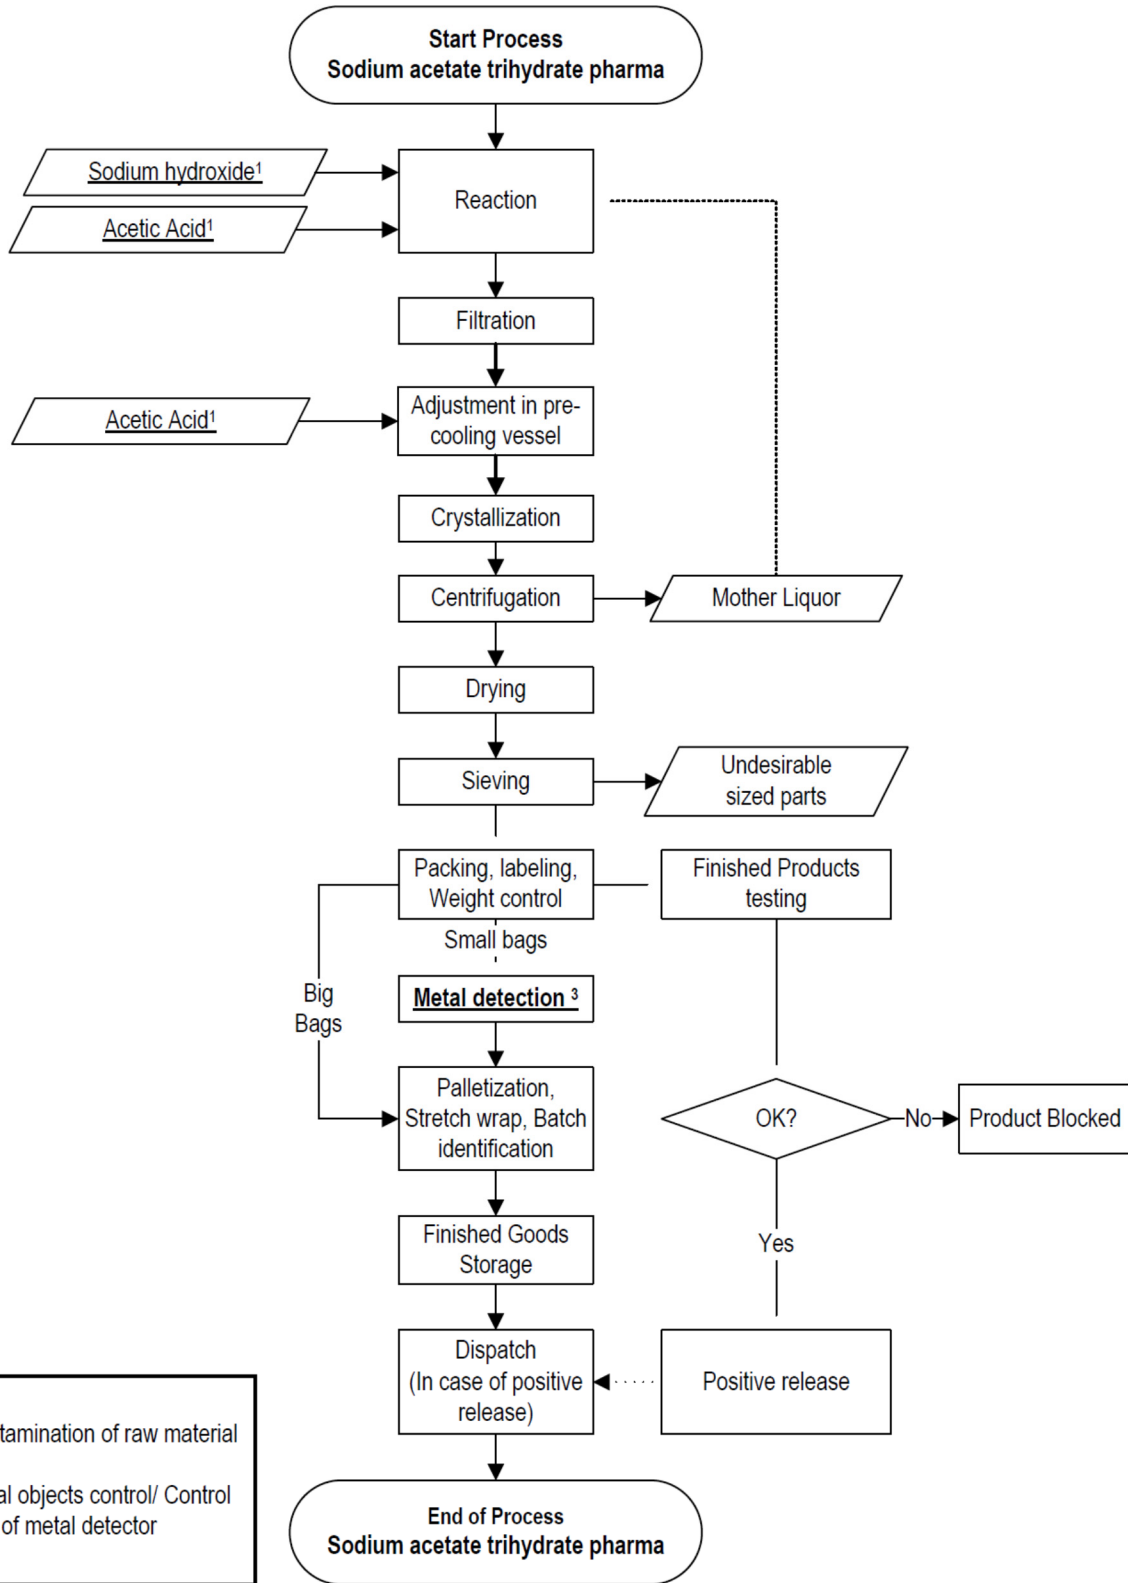 Start Process
Sodium acetate trihydrate pharma
Sodium hydroxide¹
Acetic Acid¹
Reaction
Filtration
Acetic Acid¹
Adjustment in pre-
cooling vessel
Crystallization
Centrifugation
Mother Liquor
Drying
Sieving
Undesirable
sized parts
Packing, labeling,
Weight control
Finished Products
testing
Small bags
Big
Bags
Metal detection ³
Palletization,
Stretch wrap, Batch
identification
OK?
No
Product Blocked
Finished Goods
Storage
Yes
Dispatch
(In case of positive
release)
Positive release
of raw material
objects control/ Control
of metal detector
End of Process
Sodium acetate trihydrate pharma